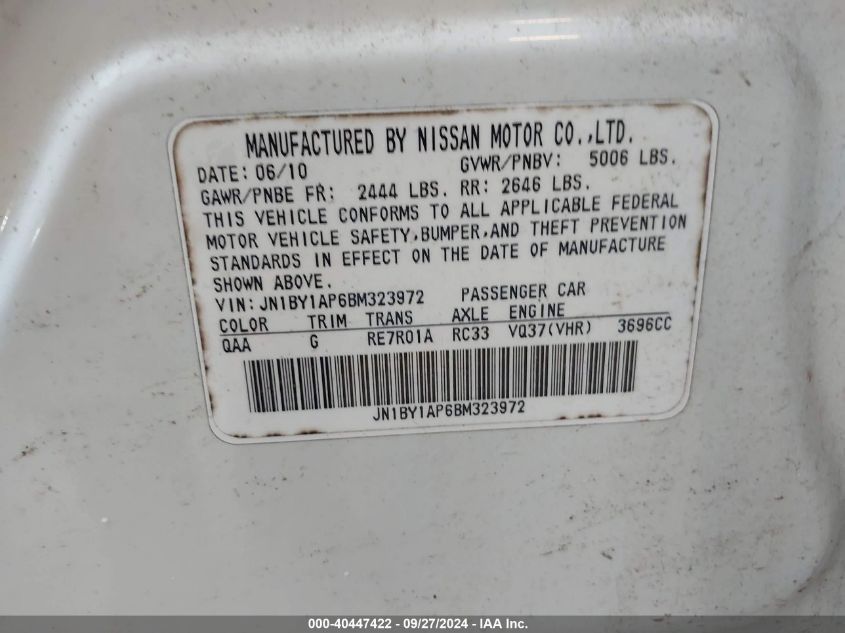 MANUFACTURED BY NISSAN MOTOR CO.,LTD.
DATE: 06/10 GVWR/PNBV: 5006 LBS.
GAWR/PNBE FR: 2444 LBS. RR: 2646 LBS.
THIS VEHICLE CONFORMS TO ALL APPLICABLE FEDERAL
MOTOR VEHICLE SAFETY,BUMPER,AND THEFT PREVENTION
STANDARDS IN EFFECT ON THE DATE OF MANUFACTURE
SHOWN ABOVE.
VIN: JN1BY1AP6BM323972 PASSENGER CAR
COLOR TRIM TRANS AXLE ENGINE
QAA G RE7R01A RC33 VQ37(VHR) 3696CC
JN1BY1AP6BM323972
000-40447422 - 09/27/2024 - IAA Inc.